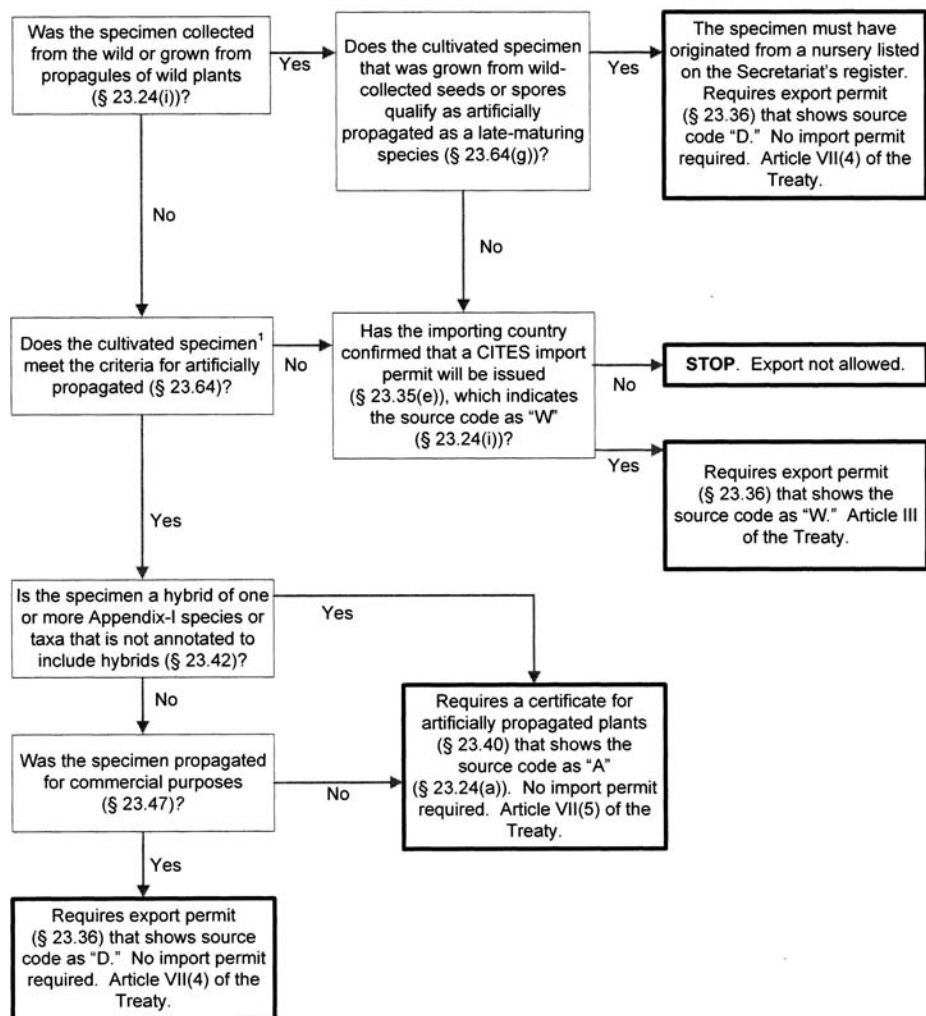 Was the specimen collected
from the wild or grown from
propagules of wild plants
(§ 23.24(i))?
Yes
Does the cultivated specimen
that was grown from wild-
collected seeds or spores
qualify as artificially
propagated as a late-maturing
species (§ 23.64(g))?
Yes
The specimen must have
originated from a nursery listed
on the Secretariat's register.
Requires export permit
(§ 23.36) that shows source
code "D." No import permit
required. Article VII(4) of the
Treaty.
No
No
Does the cultivated specimen¹
meet the criteria for artificially
propagated (§ 23.64)?
No
Has the importing country
confirmed that a CITES import
permit will be issued
(§ 23.35(e)), which indicates
the source code as "W"
(§ 23.24(i))?
No
STOP. Export not allowed.
Yes
Requires export permit
(§ 23.36) that shows the
source code as "W." Article III
of the Treaty.
Yes
Is the specimen a hybrid of one
or more Appendix-I species or
taxa that is not annotated to
include hybrids (§ 23.42)?
Yes
No
Requires a certificate for
artificially propagated plants
(§ 23.40) that shows the
source code as "A"
(§ 23.24(a)). No import permit
required. Article VII(5) of the
Treaty.
Was the specimen propagated
for commercial purposes
(§ 23.47)?
No
Yes
Requires export permit
(§ 23.36) that shows source
code as "D." No import permit
required. Article VII(4) of the
Treaty.